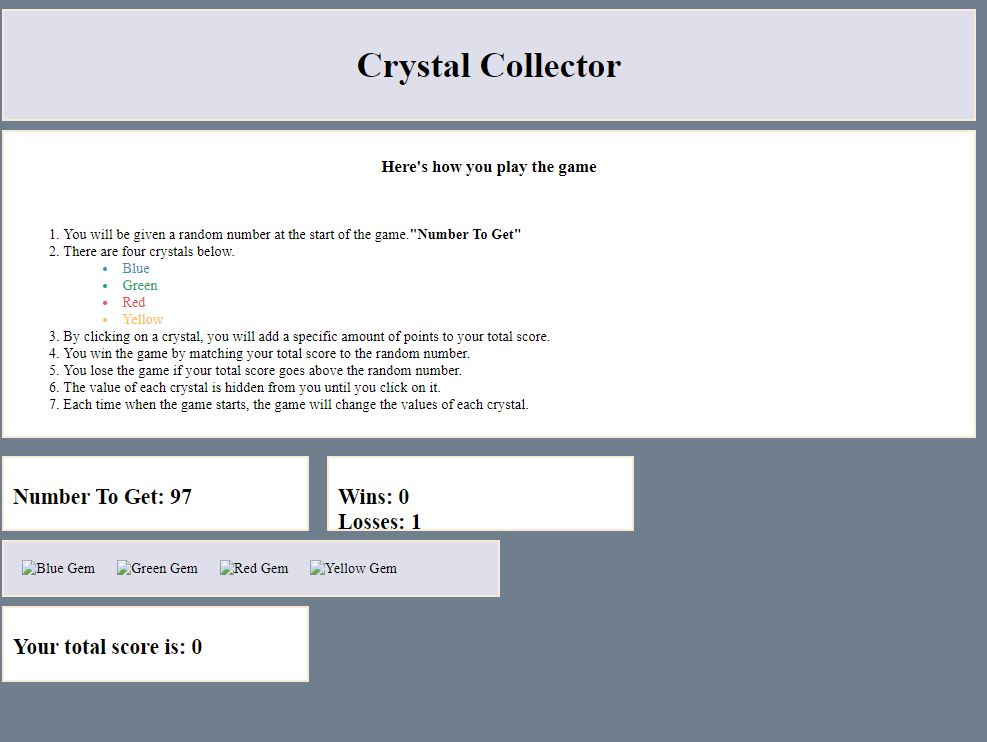 Crystal Collector
Here's how you play the game
1. You will be given a random number at the start of the game."Number To Get"
2. There are four crystals below.
• Blue
• Green
• Red
• Yellow
3. By clicking on a crystal, you will add a specific amount of points to your total score.
4. You win the game by matching your total score to the random number.
5. You lose the game if your total score goes above the random number.
6. The value of each crystal is hidden from you until you click on it.
7. Each time when the game starts, the game will change the values of each crystal.
Number To Get: 97
Wins: 0
Losses: 1
Blue Gem Green Gem Red Gem Yellow Gem
Your total score is: 0